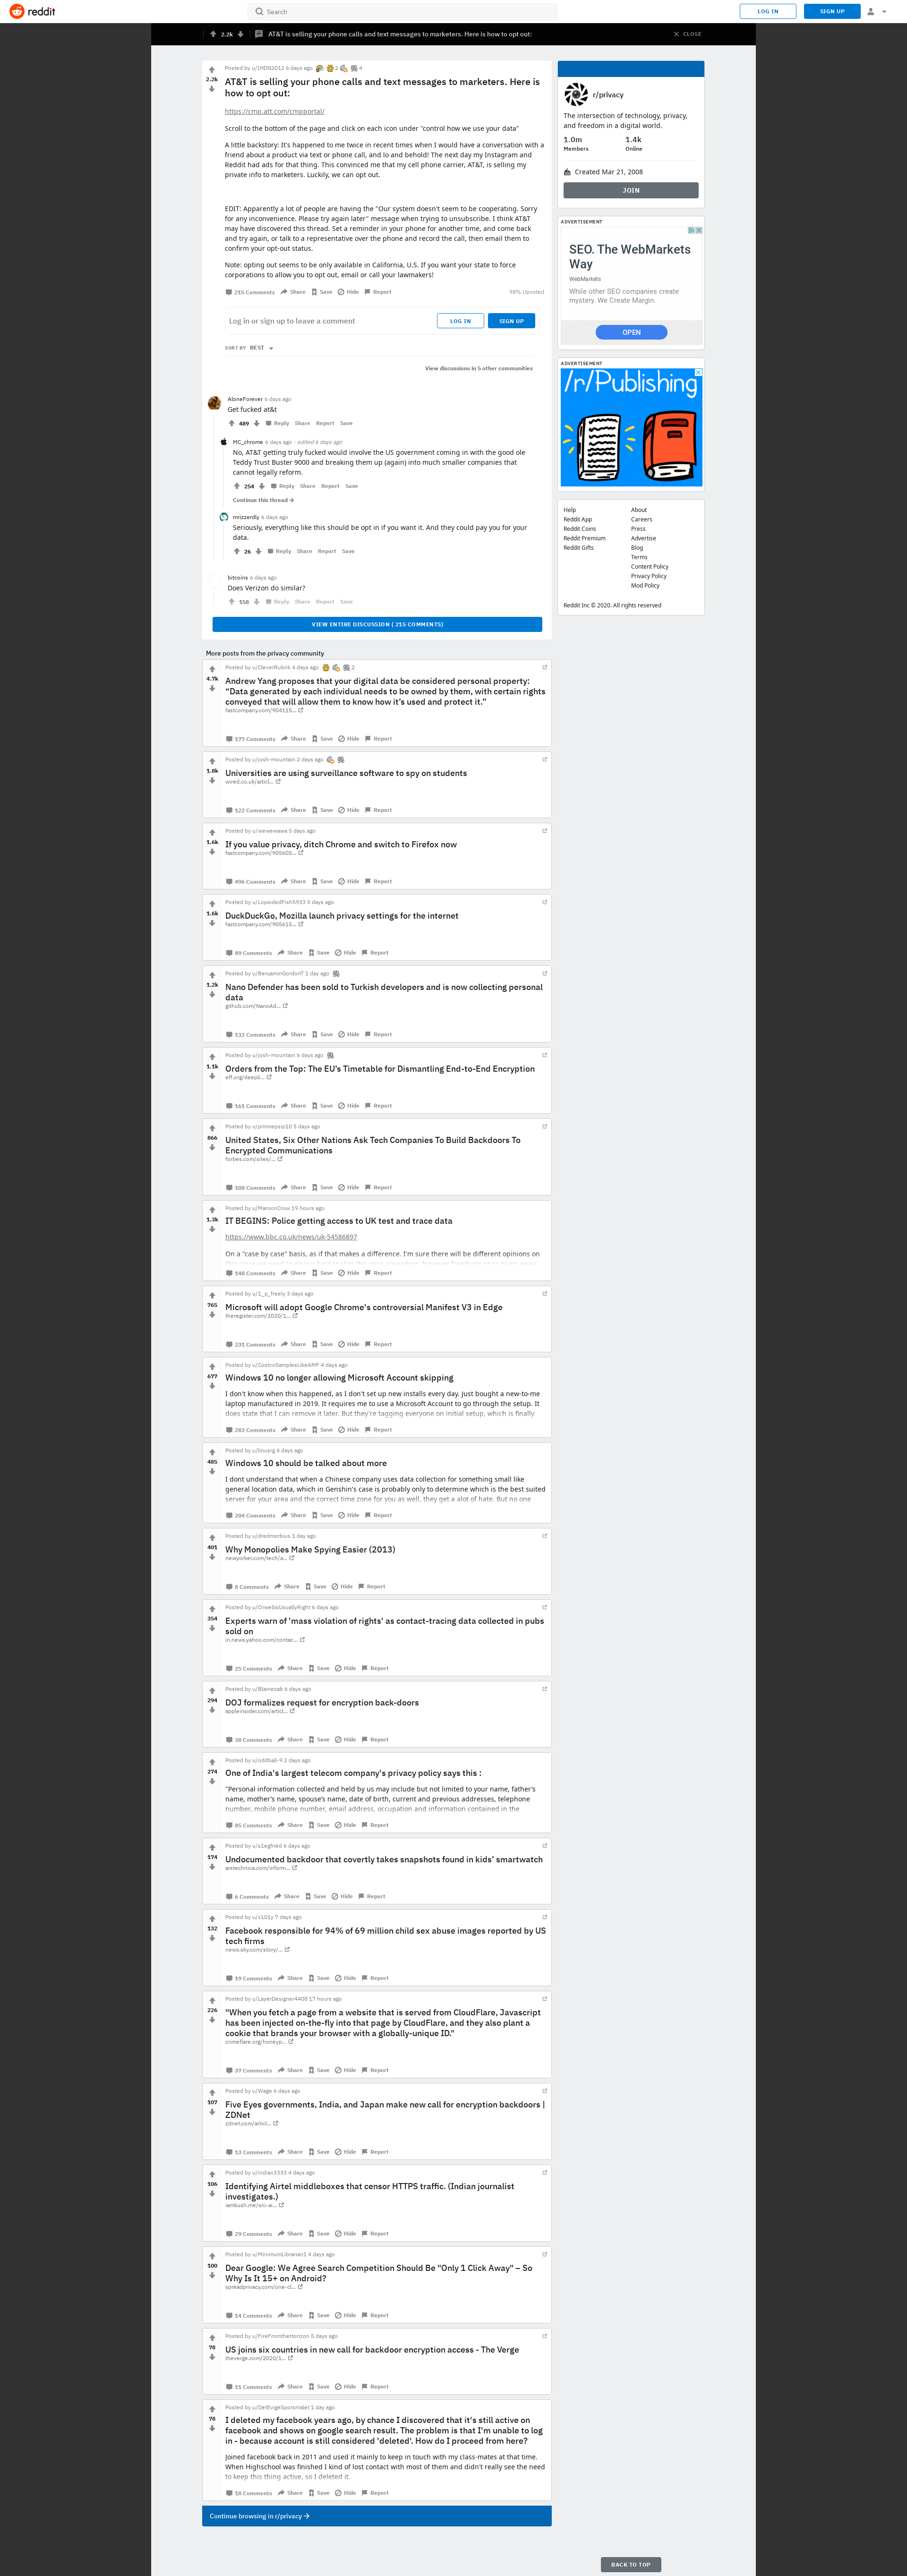 reddit
Search
LOG IN
SIGN UP
2.2k
AT&T is selling your phone calls and text messages to marketers. Here is how to opt out:
CLOSE
2.2k
Posted by u/IHDN2012 6 days ago 2 4
AT&T is selling your phone calls and text messages to marketers. Here is
how to opt out:
https://cmp.att.com/cmpportal/
Scroll to the bottom of the page and click on each icon under "control how we use your data"
A little backstory: It's happened to me twice in recent times when I would have a conversation with a
friend about a product via text or phone call, and lo and behold! The next day my Instagram and
Reddit had ads for that thing. This convinced me that my cell phone carrier, AT&T, is selling my
private info to marketers. Luckily, we can opt out.
EDIT: Apparently a lot of people are having the "Our system doesn't seem to be cooperating. Sorry
for any inconvenience. Please try again later" message when trying to unsubscribe. I think AT&T
may have discovered this thread. Set a reminder in your phone for another time, and come back
and try again, or talk to a representative over the phone and record the call, then email them to
confirm your opt-out status.
Note: opting out seems to be only available in California, U.S. If you want your state to force
corporations to allow you to opt out, email or call your lawmakers!
215 Comments Share Save Hide Report
98% Upvoted
Log in or sign up to leave a comment
LOG IN
SIGN UP
SORT BY BEST
View discussions in 5 other communities
AloneForever 6 days ago
Get fucked at&t
489 Reply Share Report Save
MC_chrome 6 days ago · edited 6 days ago
No, AT&T getting truly fucked would involve the US government coming in with the good ole
Teddy Trust Buster 9000 and breaking them up (again) into much smaller companies that
cannot legally reform.
254 Reply Share Report Save
Continue this thread
mrizzerdly 6 days ago
Seriously, everything like this should be opt in if you want it. And they could pay you for your
data.
26 Reply Share Report Save
bitcoins 6 days ago
Does Verizon do similar?
158 Reply Share Report Save
VIEW ENTIRE DISCUSSION ( 215 COMMENTS)
r/privacy
The intersection of technology, privacy,
and freedom in a digital world.
1.0m
Members
1.4k
Online
Created Mar 21, 2008
JOIN
ADVERTISEMENT
SEO. The WebMarkets
Way
WebMarkets
While other SEO companies create
mystery. We Create Margin.
OPEN
ADVERTISEMENT
/r/Publishing
Help
Reddit App
Reddit Coins
Reddit Premium
Reddit Gifts
About
Careers
Press
Advertise
Blog
Terms
Content Policy
Privacy Policy
Mod Policy
Reddit Inc © 2020. All rights reserved
More posts from the privacy community
4.7k
Posted by u/CleverRubrik 4 days ago 2
Andrew Yang proposes that your digital data be considered personal property:
“Data generated by each individual needs to be owned by them, with certain rights
conveyed that will allow them to know how it’s used and protect it.”
fastcompany.com/904115...
177 Comments Share Save Hide Report
1.8k
Posted by u/josh-mountain 2 days ago
Universities are using surveillance software to spy on students
wired.co.uk/articl...
122 Comments Share Save Hide Report
1.6k
Posted by u/wewewawa 5 days ago
If you value privacy, ditch Chrome and switch to Firefox now
fastcompany.com/905605...
496 Comments Share Save Hide Report
1.6k
Posted by u/LopsidedFish5933 5 days ago
DuckDuckGo, Mozilla launch privacy settings for the internet
fastcompany.com/905615...
89 Comments Share Save Hide Report
1.2k
Posted by u/BenjaminGordonT 1 day ago
Nano Defender has been sold to Turkish developers and is now collecting personal
data
github.com/NanoAd...
132 Comments Share Save Hide Report
1.1k
Posted by u/josh-mountain 6 days ago
Orders from the Top: The EU’s Timetable for Dismantling End-to-End Encryption
eff.org/deepli...
161 Comments Share Save Hide Report
866
Posted by 5 days ago
United States, Six Other Nations Ask Tech Companies To Build Backdoors To
Encrypted Communications
forbes.com/sites/...
108 Comments Share Save Hide Report
1.3k
Posted by u/MaroonCrow 19 hours ago
IT BEGINS: Police getting access to UK test and trace data
https://www.bbc.co.uk/news/uk-54586897
On a "case by case" basis, as if that makes a difference. I'm sure there will be different opinions on
148 Comments Share Save Hide Report
765
Posted by u/1_p_freely 3 days ago
Microsoft will adopt Google Chrome's controversial Manifest V3 in Edge
theregister.com/2020/1...
231 Comments Share Save Hide Report
677
Posted by u/CostcoSamplesLikeAMF 4 days ago
Windows 10 no longer allowing Microsoft Account skipping
I don't know when this happened, as I don't set up new installs every day. Just bought a new-to-me
laptop manufactured in 2019. It requires me to use a Microsoft Account to go through the setup. It
does state that I can remove it later. But they're tagging everyone on initial setup, which is finally
283 Comments Share Save Hide Report
485
Posted by u/linusrg 4 days ago
Windows 10 should be talked about more
I dont understand that when a Chinese company uses data collection for something small like
general location data, which in Genshin's case is probably only to determine which is the best suited
server for your area and the correct time zone for you as well, they get a alot of hate. But no one
204 Comments Share Save Hide Report
401
Posted by u/dredmorbius 1 day ago
Why Monopolies Make Spying Easier (2013)
newyorker.com/tech/a...
8 Comments Share Save Hide Report
354
Posted by u/OrwellisUsuallyRight 6 days ago
Experts warn of 'mass violation of rights' as contact-tracing data collected in pubs
sold on
in.news.yahoo.com/contac...
25 Comments Share Save Hide Report
294
Posted by u/Blainezab 6 days ago
DOJ formalizes request for encryption back-doors
appleinsider.com/articl...
38 Comments Share Save Hide Report
274
Posted by u/oddball-9 2 days ago
One of India's largest telecom company's privacy policy says this :
"Personal information collected and held by us may include but not limited to your name, father’s
name, mother’s name, spouse’s name, date of birth, current and previous addresses, telephone
number, mobile phone number, email address, occupation and information contained in the
85 Comments Share Save Hide Report
174
Posted by u/s1egfried 6 days ago
Undocumented backdoor that covertly takes snapshots found in kids’ smartwatch
arstechnica.com/inform...
6 Comments Share Save Hide Report
132
Posted by u/x101y 7 days ago
Facebook responsible for 94% of 69 million child sex abuse images reported by US
tech firms
news.sky.com/story/...
19 Comments Share Save Hide Report
226
Posted by u/LayerDesigner4408 17 hours ago
"When you fetch a page from a website that is served from CloudFlare, Javascript
has been injected on-the-fly into that page by CloudFlare, and they also plant a
cookie that brands your browser with a globally-unique ID."
crimeflare.org/honeyp...
37 Comments Share Save Hide Report
107
Posted by u/Wage 6 days ago
Five Eyes governments, India, and Japan make new call for encryption backdoors |
ZDNet
zdnet.com/articl...
13 Comments Share Save Hide Report
106
Posted by u/indian3333 4 days ago
Identifying Airtel middleboxes that censor HTTPS traffic. (Indian journalist
investigates.)
iamkush.me/sni-ai...
29 Comments Share Save Hide Report
100
Posted by u/MinimumLibrarian1 4 days ago
Dear Google: We Agree Search Competition Should Be "Only 1 Click Away" – So
Why Is It 15+ on Android?
spreadprivacy.com/one-cl...
14 Comments Share Save Hide Report
78
Posted by u/FireFromtheHorizon 5 days ago
US joins six countries in new call for backdoor encryption access - The Verge
theverge.com/2020/1...
11 Comments Share Save Hide Report
78
Posted by u/DetEvigeSporsmalet 1 day ago
I deleted my facebook years ago, by chance I discovered that it's still active on
facebook and shows on google search result. The problem is that I'm unable to log
in - because account is still considered 'deleted'. How do I proceed from here?
Joined facebook back in 2011 and used it mainly to keep in touch with my class-mates at that time.
When Highschool was finished I kind of lost contact with most of them and didn't really see the need
to keep this thing active, so I deleted it.
18 Comments Share Save Hide Report
Continue browsing in r/privacy
BACK TO TOP